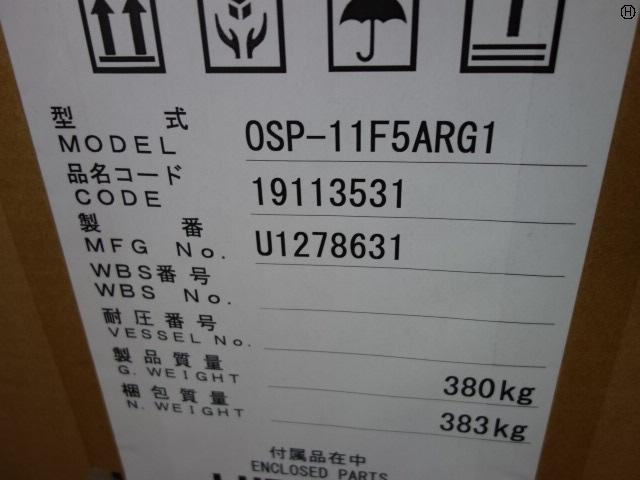 Ⓗ
型式 OSP-11F5ARG1
MODEL
品名コード 19113531
CODE
製番 U1278631
MFG No.
WBS番号
WBS No.
耐圧番号
VESSEL No.
製品質量 380kg
G. WEIGHT
梱包質量 383kg
N. WEIGHT
付属品在中
ENCLOSED PARTS